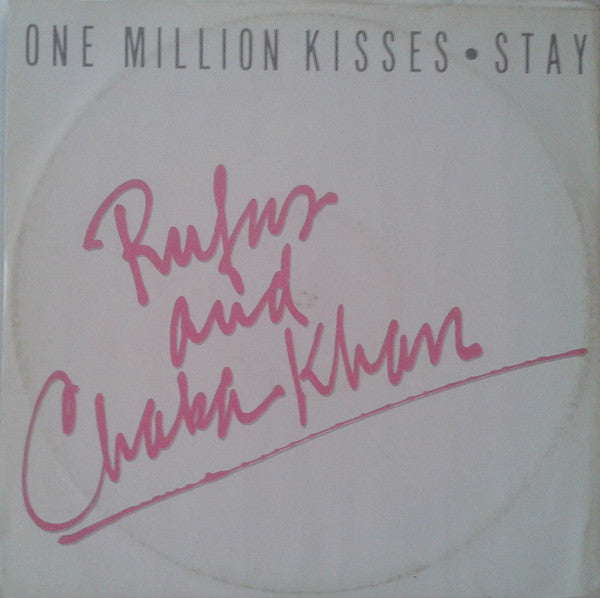 ONE MILLION KISSES • STAY
Rufus
and
Chaka Khan